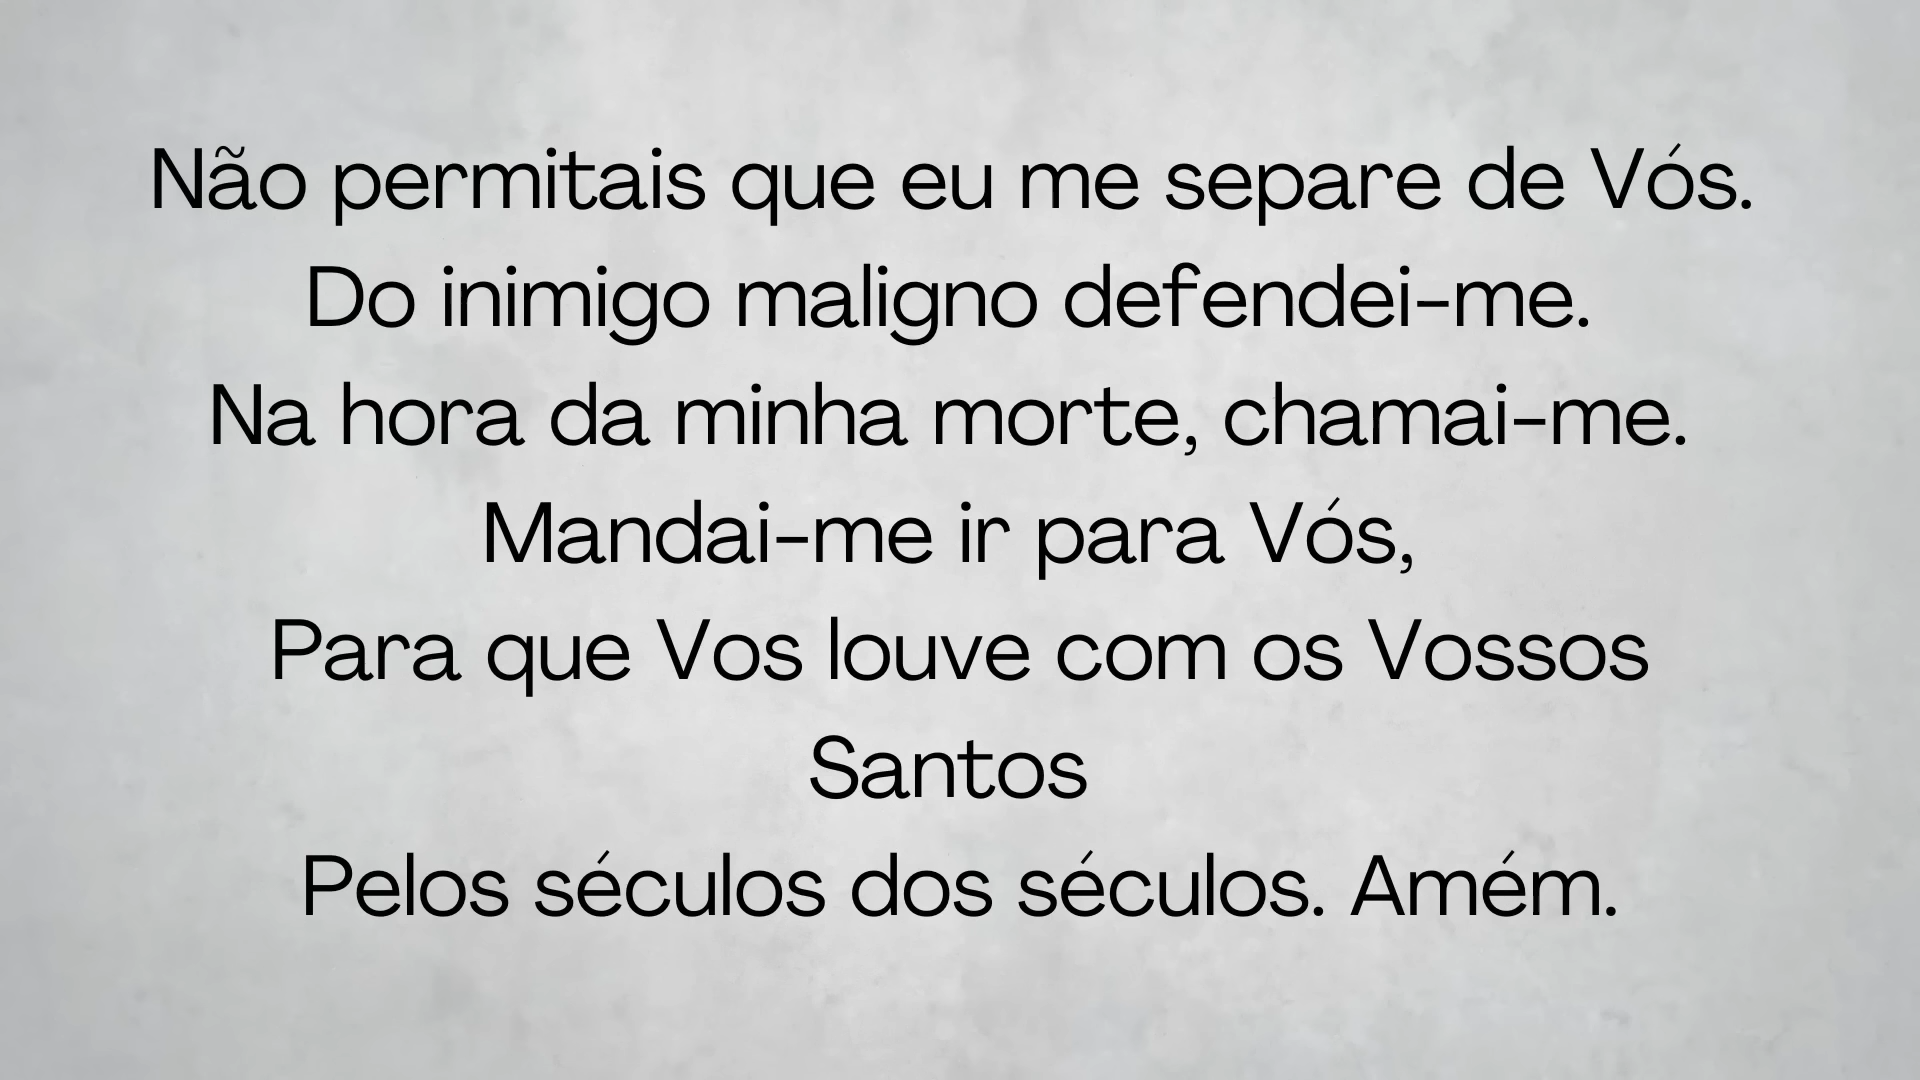 Não permitais que eu me separe de Vós.
Do inimigo maligno defendei-me.
Na hora da minha morte, chamai-me.
Mandai-me ir para Vós,
Para que Vos louve com os Vossos
Santos
Pelos séculos dos séculos. Amém.